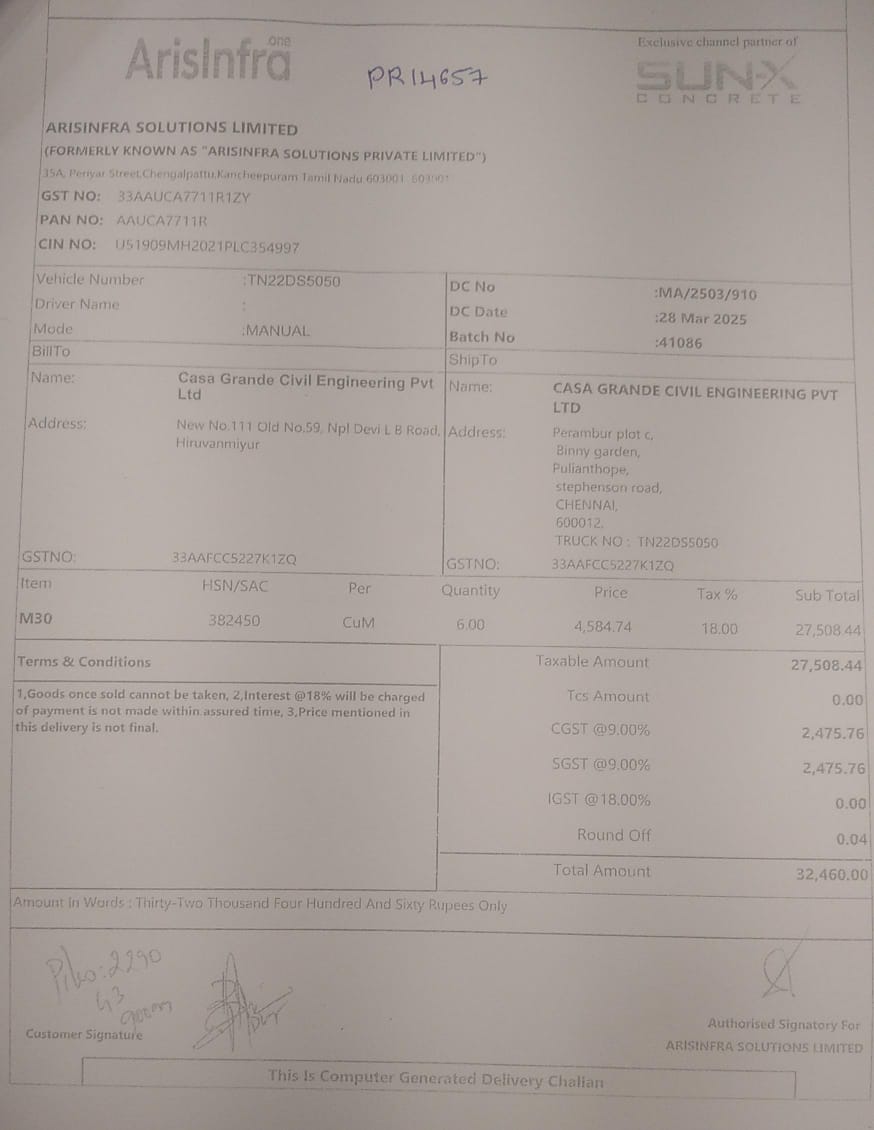 ArisInfra .one
PR14657
Exclusive channel partner of
SUN-X
CONCRETE
ARISINFRA SOLUTIONS LIMITED
(FORMERLY KNOWN AS "ARISINFRA SOLUTIONS PRIVATE LIMITED")
35A, Periyar Street,Chengalpattu,Kancheepuram Tamil Nadu 603001 603001
GST NO: 33AAUCA7711R1ZY
PAN NO: AAUCA7711R
CIN NO: U51909MH2021PLC354997
Vehicle Number :TN22DS5050
Driver Name :
Mode :MANUAL
DC No :MA/2503/910
DC Date :28 Mar 2025
Batch No :41086
BillTo
Name: Casa Grande Civil Engineering Pvt
Ltd
Address: New No.111 Old No.59, Npl Devi L B Road,
Hiruvanmiyur
GSTNO: 33AAFCC5227K1ZQ
ShipTo
Name: CASA GRANDE CIVIL ENGINEERING PVT
LTD
Address: Perambur plot c,
Binny garden,
Pulianthope,
stephenson road,
CHENNAI,
600012.
TRUCK NO : TN22DS5050
GSTNO: 33AAFCC5227K1ZQ
Item HSN/SAC Per Quantity Price Tax % Sub Total
M30 382450 CuM 6.00 4,584.74 18.00 27,508.44
Terms & Conditions
1,Goods once sold cannot be taken, 2,Interest @18% will be charged
of payment is not made within assured time, 3,Price mentioned in
this delivery is not final.
Taxable Amount 27,508.44
Tcs Amount 0.00
CGST @9.00% 2,475.76
SGST @9.00% 2,475.76
IGST @18.00% 0.00
Round Off 0.04
Total Amount 32,460.00
Amount In Words : Thirty-Two Thousand Four Hundred And Sixty Rupees Only
2290
Customer Signature
Authorised Signatory For
ARISINFRA SOLUTIONS LIMITED
This Is Computer Generated Delivery Challan